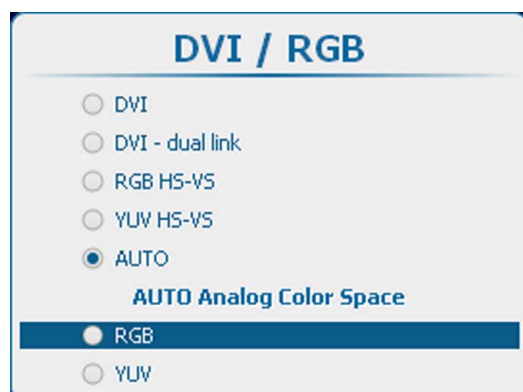 DVI / RGB
DVI
DVI - dual link
RGB HS-VS
YUV HS-VS
AUTO
AUTO Analog Color Space
RGB
YUV